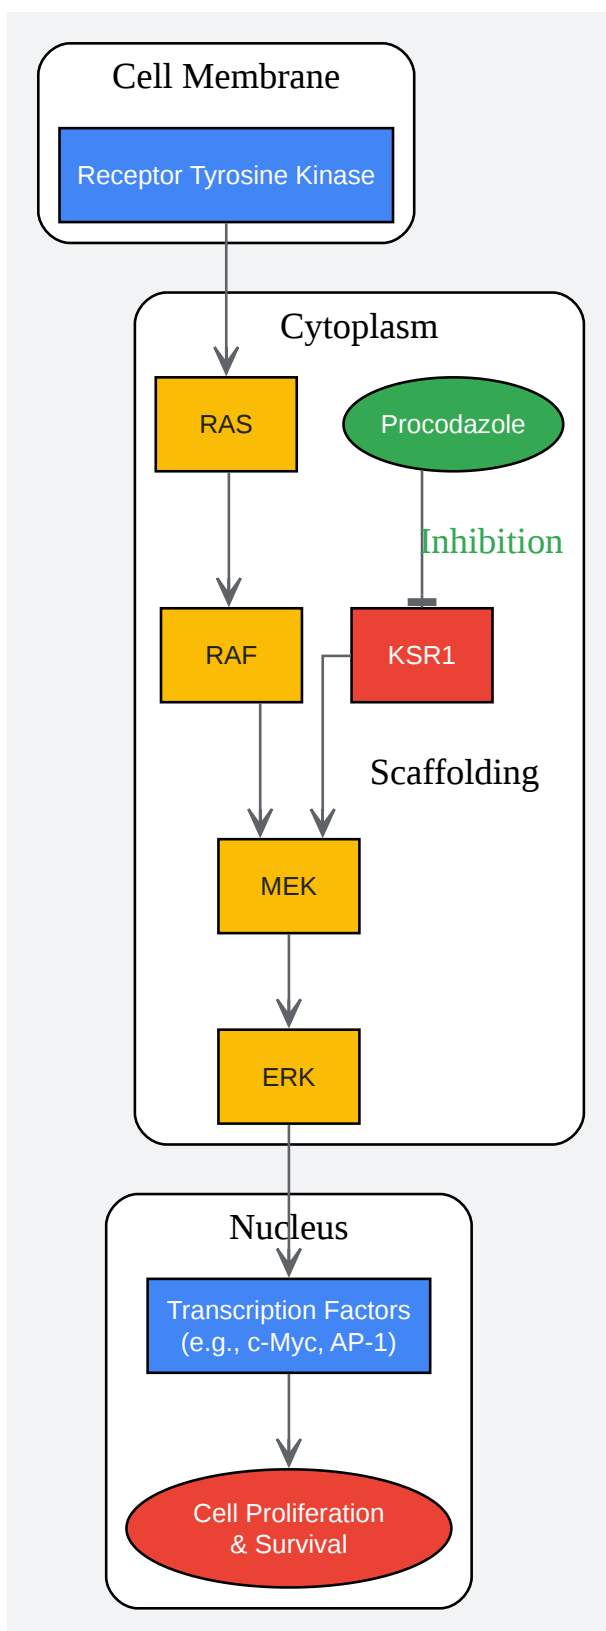 Cell Membrane
Receptor Tyrosine Kinase
Cytoplasm
RAS
Procodazole
Inhibition
RAF
KSR1
Scaffolding
MEK
ERK
Nucleus
Transcription Factors
(e.g., c-Myc, AP-1)
Cell Proliferation
& Survival